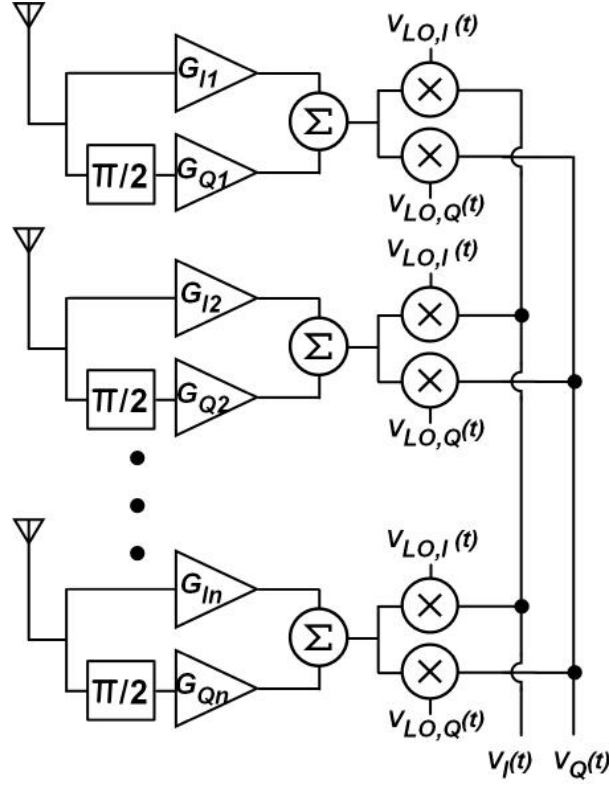 V_LO,I(t)
G_I1
Σ
×
π/2
G_Q1
×
V_LO,Q(t)
V_LO,I(t)
G_I2
Σ
×
π/2
G_Q2
×
V_LO,Q(t)
V_LO,I(t)
G_In
Σ
×
π/2
G_Qn
×
V_LO,Q(t)
V_I(t) V_Q(t)